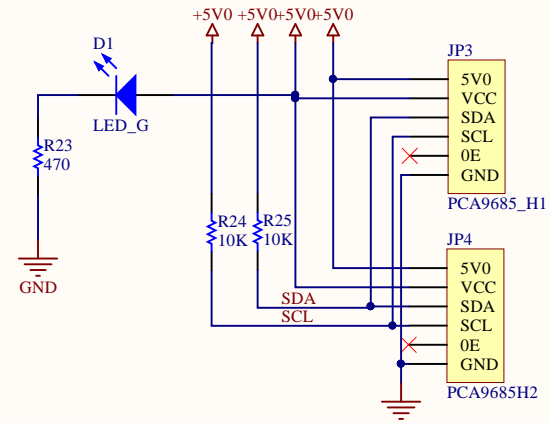 +5V0 +5V0 +5V0 +5V0
D1
LED_G
R23
470
GND
R24
10K
R25
10K
SDA
SCL
JP3
5V0
VCC
SDA
SCL
0E
GND
PCA9685_H1
JP4
5V0
VCC
SDA
SCL
0E
GND
PCA9685H2